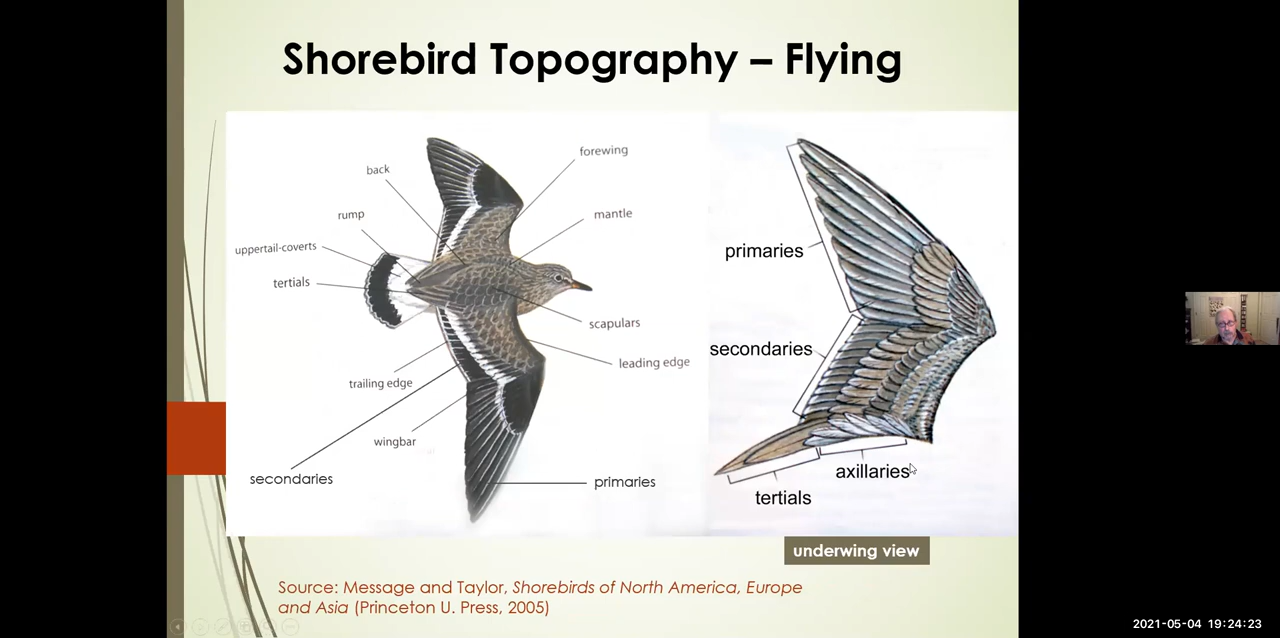 Shorebird Topography – Flying
back
forewing
rump
mantle
uppertail-coverts
tertials
scapulars
leading edge
trailing edge
wingbar
secondaries
primaries
primaries
secondaries
axillaries
tertials
underwing view
Source: Message and Taylor, Shorebirds of North America, Europe
and Asia (Princeton U. Press, 2005)
2021-05-04 19:24:23